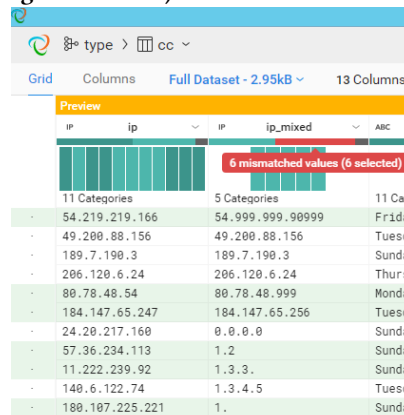 type > cc
Grid Columns Full Dataset - 2.95kB 13 Columns
Preview
IP ip IP ip_mixed ABC
6 mismatched values (6 selected)
11 Categories 5 Categories 11 Ca
54.219.219.166 54.999.999.90999 Frid
49.200.88.156 49.200.88.156 Tues
189.7.190.3 189.7.190.3 Sund
206.120.6.24 206.120.6.24 Thur
80.78.48.54 80.78.48.999 Mond
184.147.65.247 184.147.65.256 Tues
24.20.217.160 0.0.0.0 Sund
57.36.234.113 1.2 Sund
11.222.239.92 1.3.3. Sund
140.6.122.74 1.3.4.5 Tues
180.107.225.221 1. Sund